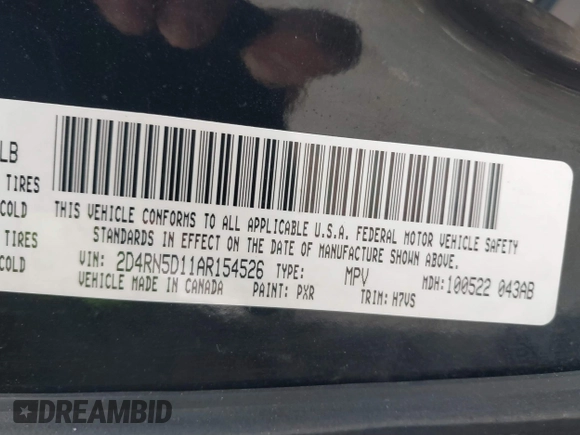 LB
TIRES
COLD
TIRES
COLD
THIS VEHICLE CONFORMS TO ALL APPLICABLE U.S.A. FEDERAL MOTOR VEHICLE SAFETY
STANDARDS IN EFFECT ON THE DATE OF MANUFACTURE SHOWN ABOVE.
VIN: 2D4RN5D11AR154526 TYPE: MPV MDH: 100522 043AB
VEHICLE MADE IN CANADA PAINT: PXR TRIM: H7VS
DREAMBID